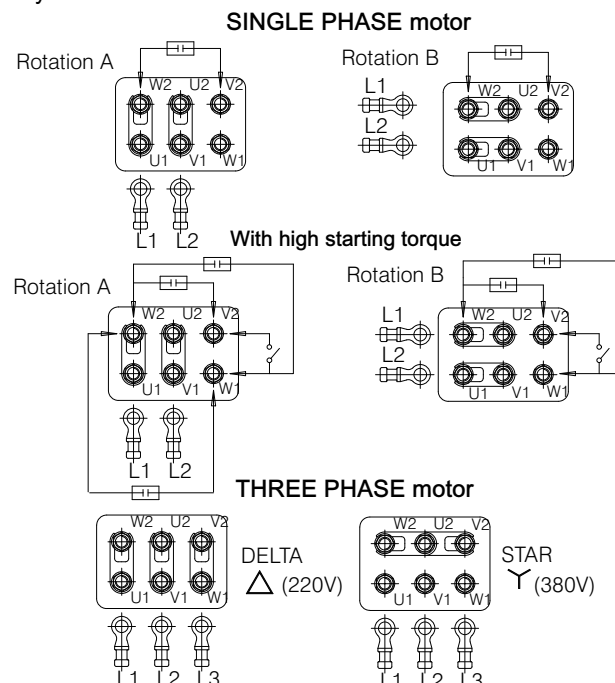 SINGLE PHASE motor
Rotation A
W2 U2 V2
U1 V1 W1
L1 L2
Rotation B
L1
L2
W2 U2 V2
U1 V1 W1
With high starting torque
Rotation A
W2 U2 V2
U1 V1 W1
L1 L2
Rotation B
L1
L2
W2 U2 V2
U1 V1 W1
THREE PHASE motor
W2 U2 V2
U1 V1 W1
L1 L2 L3
DELTA
(220V)
W2 U2 V2
U1 V1 W1
L1 L2 L3
STAR
(380V)